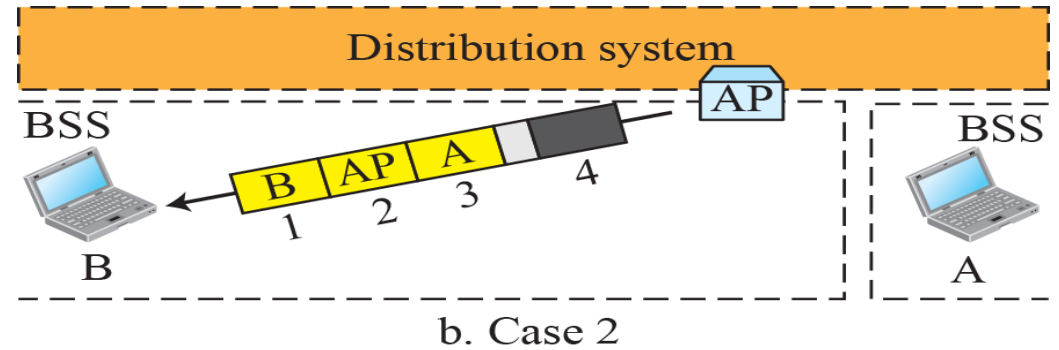 Distribution system
AP
BSS
BSS
B AP A
1 2 3 4
B
A
b. Case 2